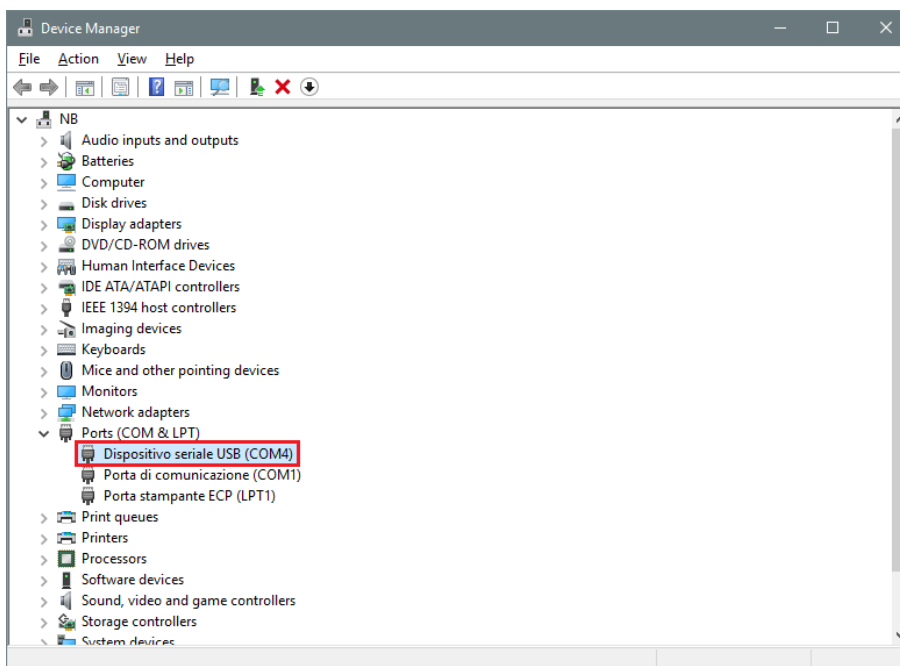 Device Manager
File Action View Help
NB
Audio inputs and outputs
Batteries
Computer
Disk drives
Display adapters
DVD/CD-ROM drives
Human Interface Devices
IDE ATA/ATAPI controllers
IEEE 1394 host controllers
Imaging devices
Keyboards
Mice and other pointing devices
Monitors
Network adapters
Ports (COM & LPT)
Dispositivo seriale USB (COM4)
Porta di comunicazione (COM1)
Porta stampante ECP (LPT1)
Print queues
Printers
Processors
Software devices
Sound, video and game controllers
Storage controllers
System devices